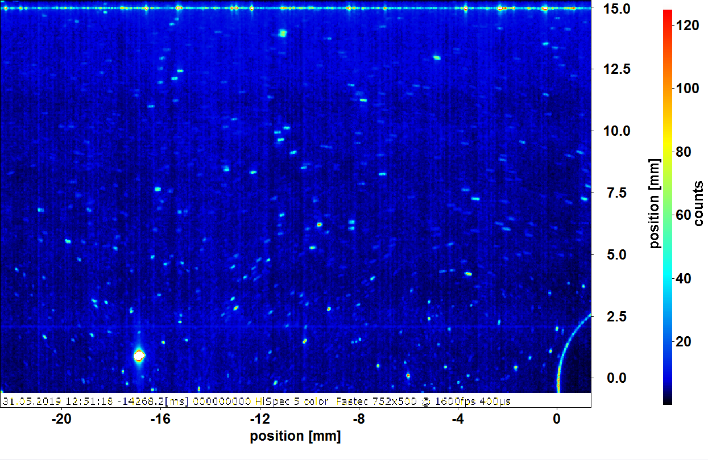 15.0
12.5
10.0
7.5
5.0
2.5
0.0
position [mm]
120
100
80
60
40
20
counts
31.05.2019 12:51:18 -14268.2[ms] 000000000 HiSpec 5 color Fastec 752x500 @ 1600fps 400µs
-20 -16 -12 -8 -4 0
position [mm]